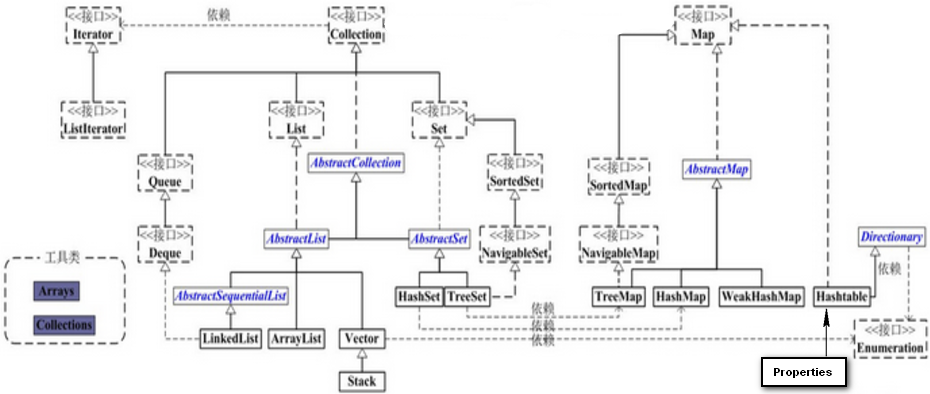 <<接口>>
Iterator
依赖
<<接口>>
Collection
<<接口>>
Map
<<接口>>
ListIterator
<<接口>>
List
<<接口>>
Set
<<接口>>
Queue
AbstractCollection
<<接口>>
SortedSet
<<接口>>
SortedMap
AbstractMap
<<接口>>
Deque
AbstractList
AbstractSet
<<接口>>
NavigableSet
<<接口>>
NavigableMap
Directionary
工具类
Arrays
Collections
AbstractSequentialList
HashSet
TreeSet
TreeMap
HashMap
WeakHashMap
Hashtable
依赖
依赖
依赖
依赖
LinkedList
ArrayList
Vector
<<接口>>
Enumeration
Stack
Properties